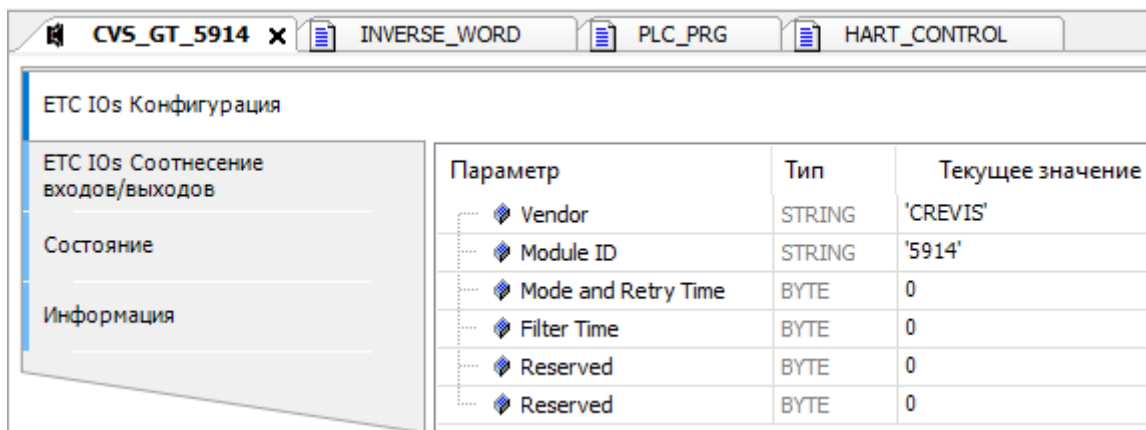 CVS_GT_5914 INVERSE_WORD PLC_PRG HART_CONTROL
ETC IOs Конфигурация
ETC IOs Соотнесение
входов/выходов
Состояние
Информация
Параметр Тип Текущее значение
Vendor STRING 'CREVIS'
Module ID STRING '5914'
Mode and Retry Time BYTE 0
Filter Time BYTE 0
Reserved BYTE 0
Reserved BYTE 0